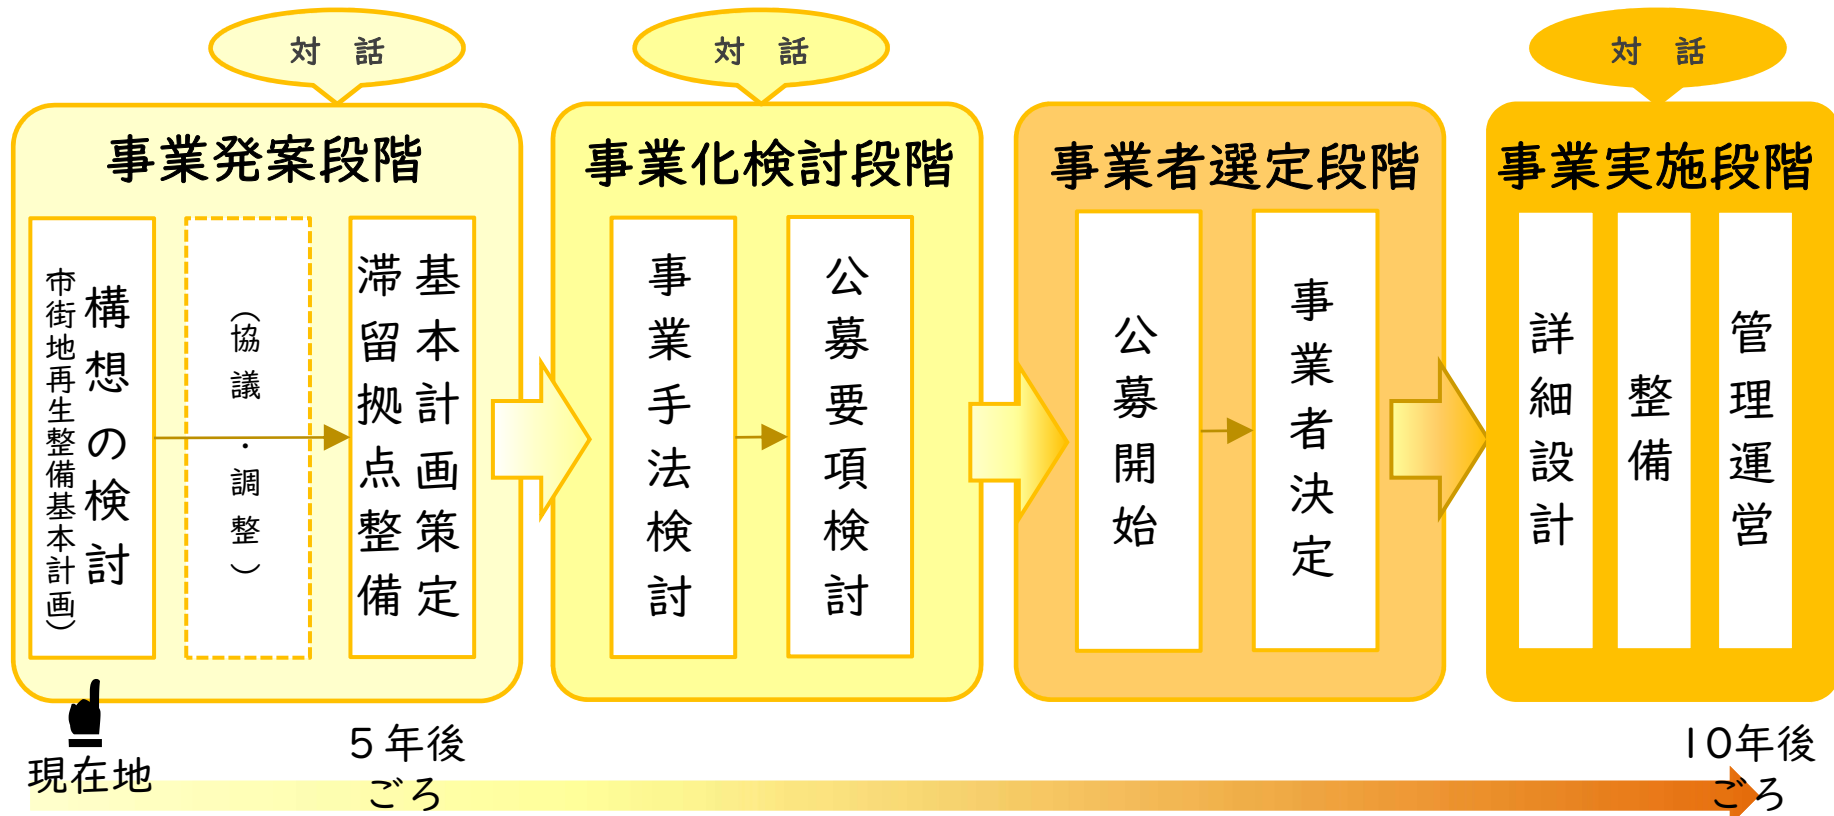 対 話
対 話
対 話
事業発案段階
構想の検討
(市街地再生整備基本計画)
(協議・調整)
基本計画策定
滞留拠点整備
事業化検討段階
事業手法検討
公募要項検討
事業者選定段階
公募開始
事業者決定
事業実施段階
詳細設計
整備
管理運営
現在地
5年後
ごろ
10年後
ごろ